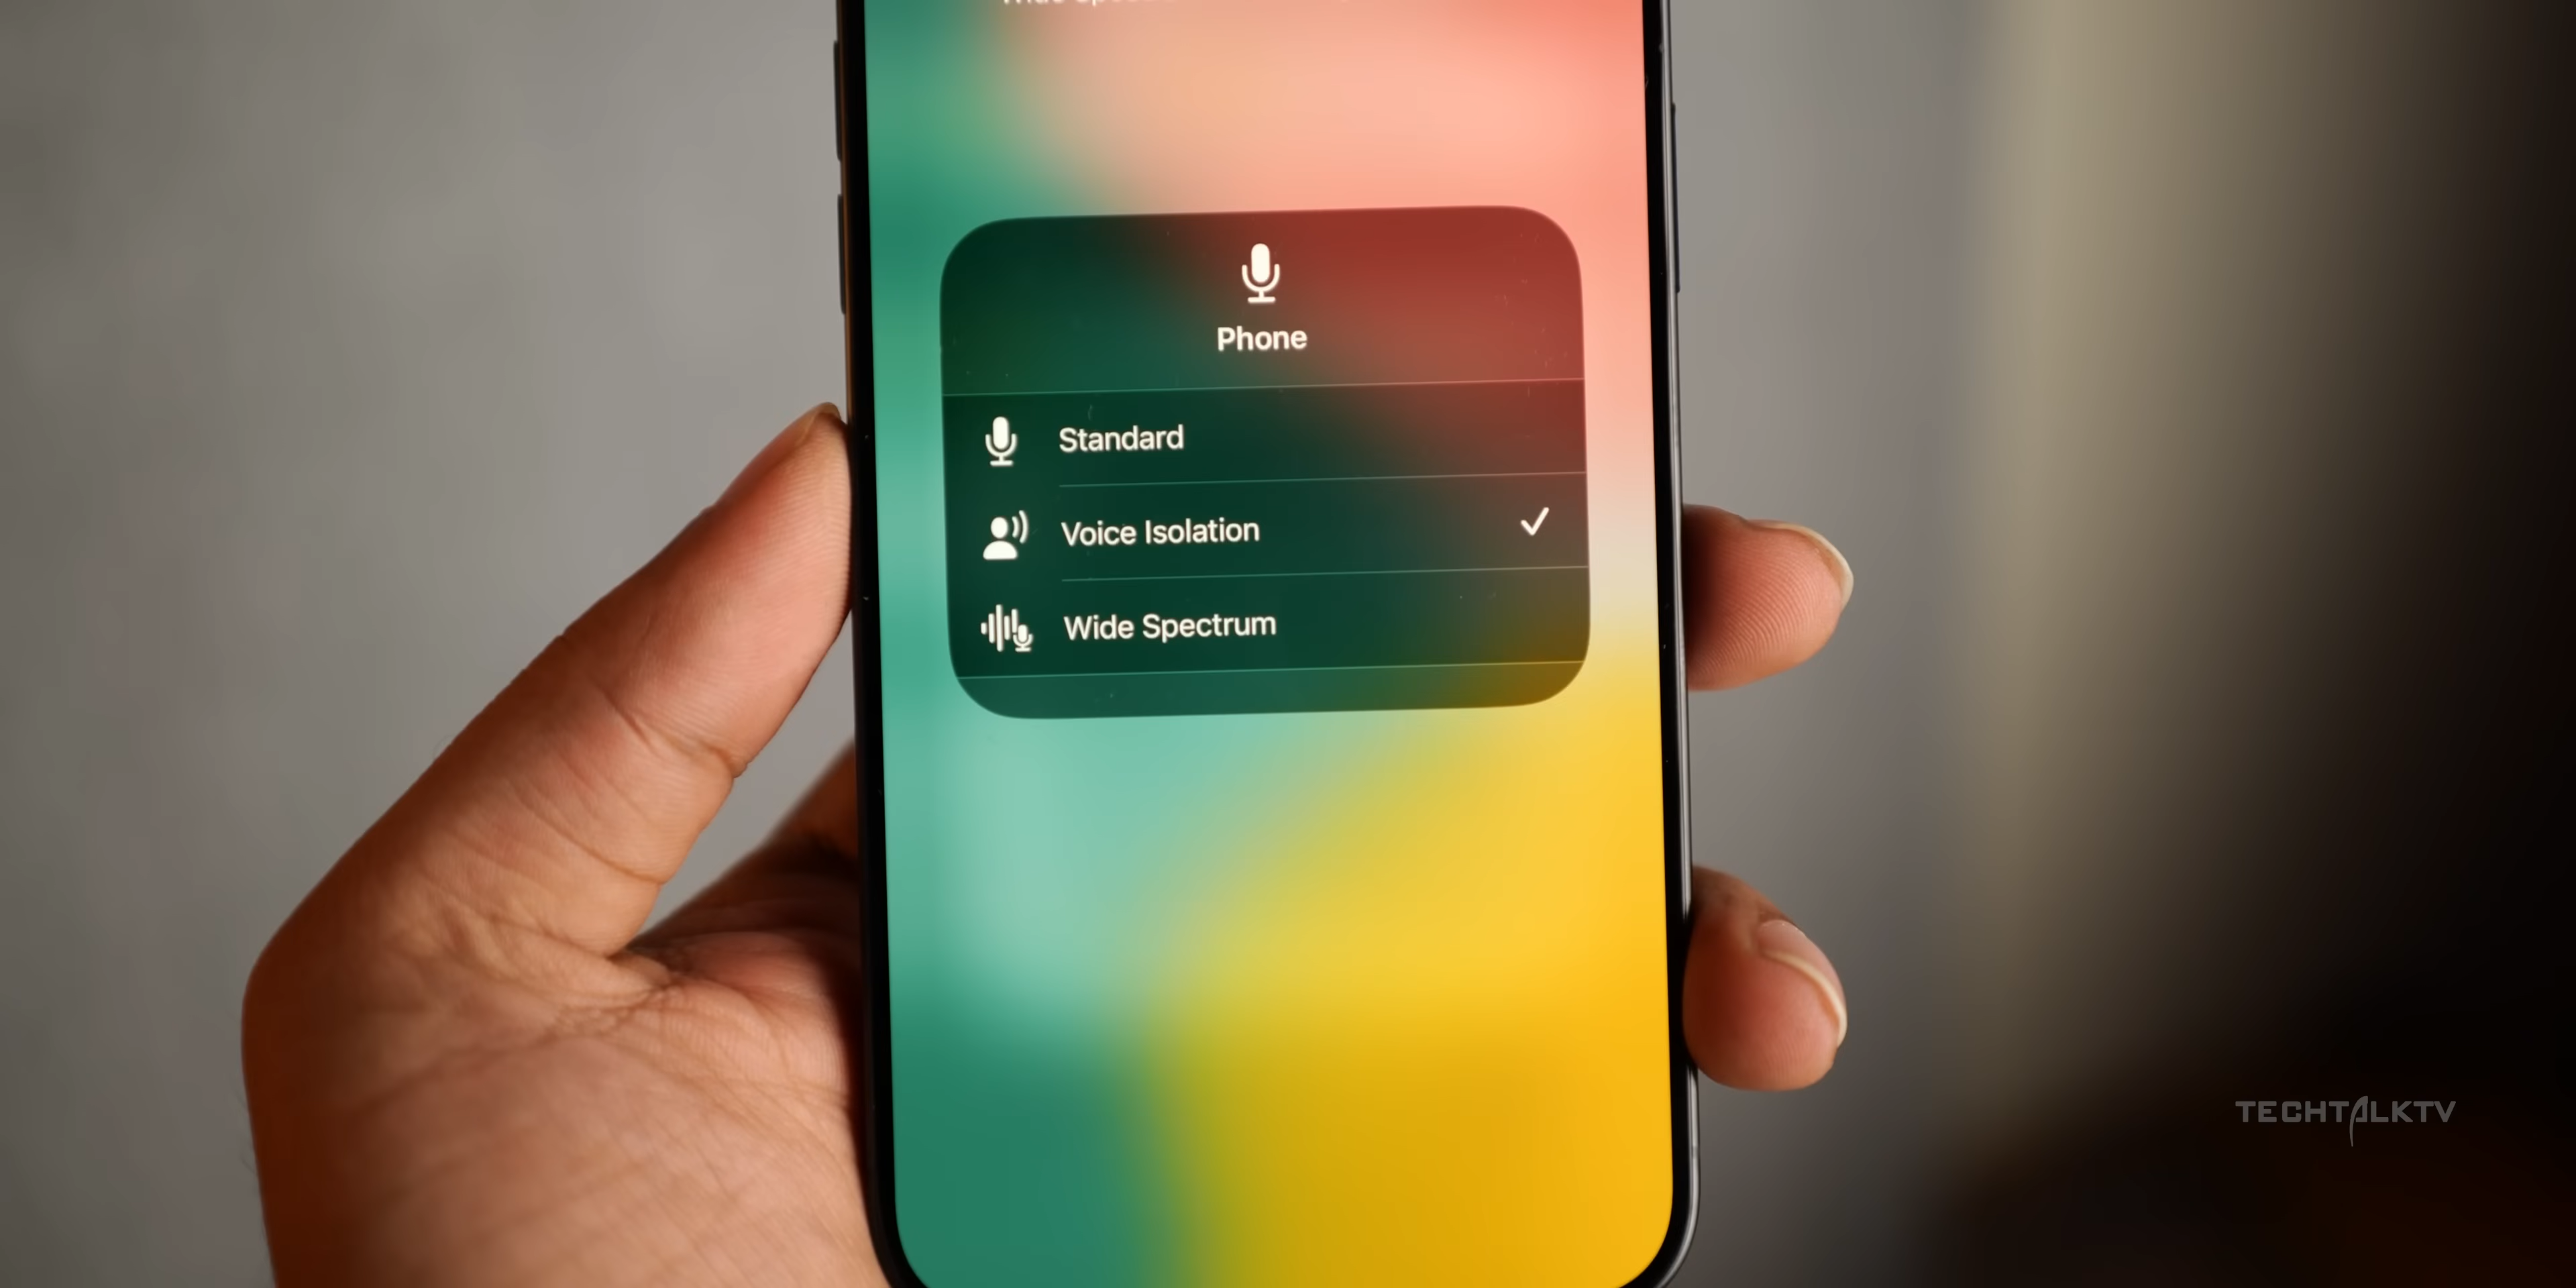 Phone
Standard
Voice Isolation
Wide Spectrum
TECHTALKTV